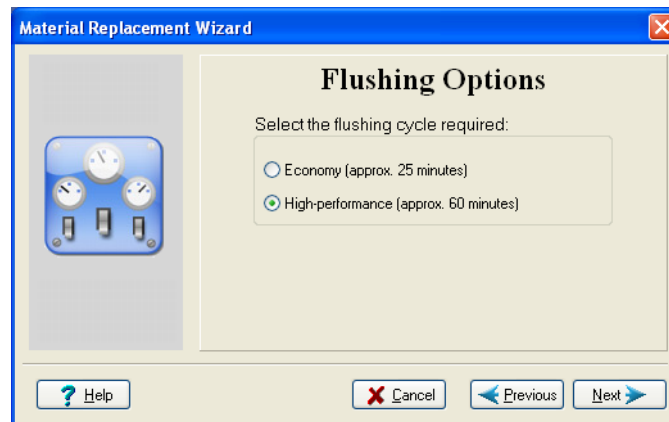 Material Replacement Wizard
Flushing Options
Select the flushing cycle required:
Economy (approx. 25 minutes)
High-performance (approx. 60 minutes)
Help
Cancel
Previous
Next